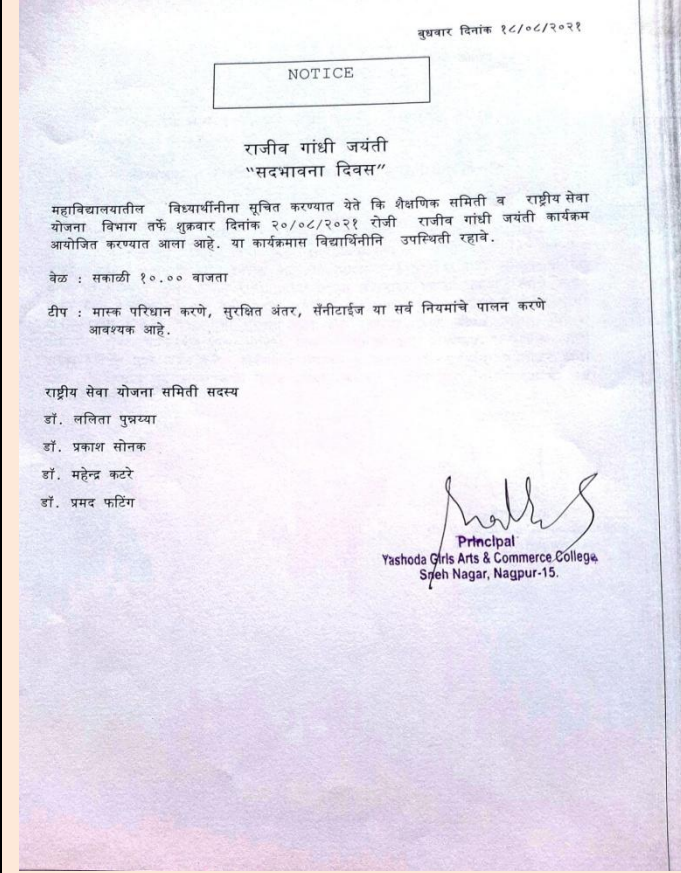 बुधवार दिनांक १८/०८/२०२१
NOTICE
राजीव गांधी जयंती
"सदभावना दिवस"
महाविद्यालयातील विध्यार्थीनीना सूचित करण्यात येते कि शैक्षणिक समिती व राष्ट्रीय सेवा
योजना विभाग तर्फे शुक्रवार दिनांक २०/०८/२०२१ रोजी राजीव गांधी जयंती कार्यक्रम
आयोजित करण्यात आला आहे. या कार्यक्रमास विद्यार्थिनीनि उपस्थिती रहावे.
वेळ : सकाळी १०.०० वाजता
टीप : मास्क परिधान करणे, सुरक्षित अंतर, सॅनीटाईज या सर्व नियमांचे पालन करणे
आवश्यक आहे.
राष्ट्रीय सेवा योजना समिती सदस्य
डॉ. ललिता पुन्नय्या
डॉ. प्रकाश सोनक
डॉ. महेन्द्र कटरे
डॉ. प्रमद फटिंग
Principal
Yashoda Girls Arts & Commerce College,
Sneh Nagar, Nagpur-15.